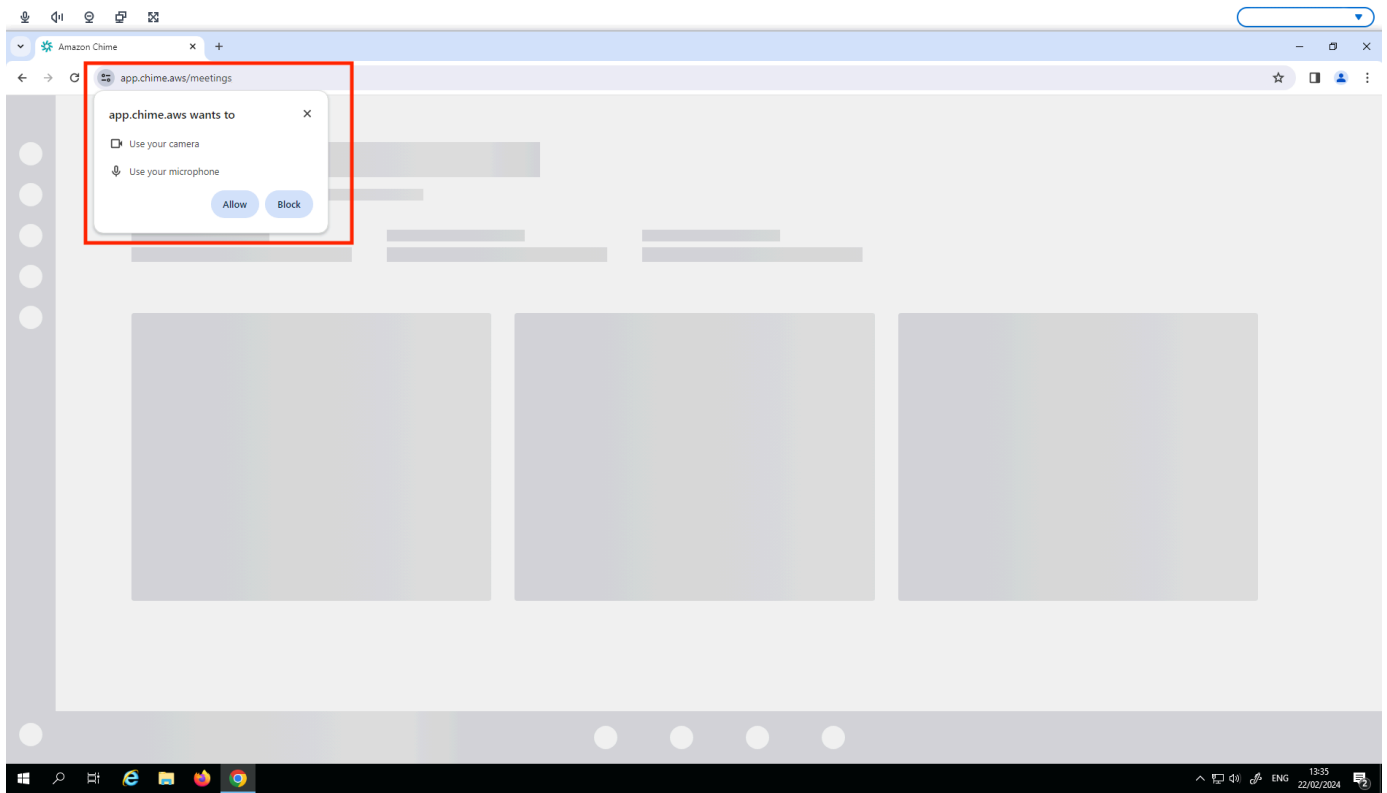 Amazon Chime
app.chime.aws/meetings
app.chime.aws wants to
Use your camera
Use your microphone
Allow Block
ENG
13:35
22/02/2024
2